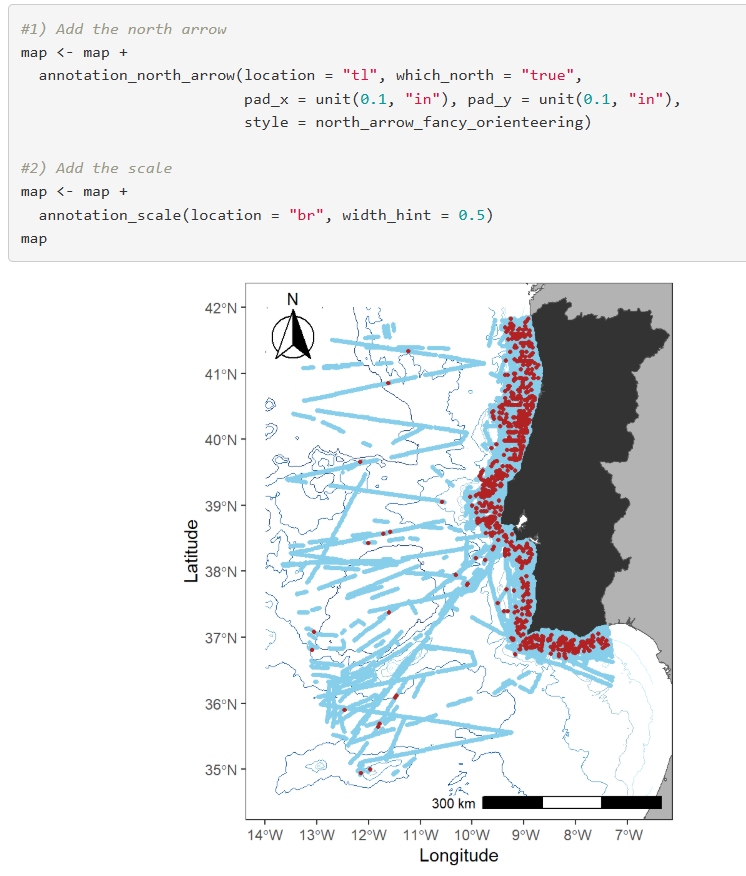 #1) Add the north arrow
map <- map +
  annotation_north_arrow(location = "tl", which_north = "true",
                         pad_x = unit(0.1, "in"), pad_y = unit(0.1, "in"),
                         style = north_arrow_fancy_orienteering)
#2) Add the scale
map <- map +
  annotation_scale(location = "br", width_hint = 0.5)
map
N
42°N
41°N
40°N
39°N
38°N
37°N
36°N
35°N
Latitude
300 km
14°W 13°W 12°W 11°W 10°W 9°W 8°W 7°W
Longitude